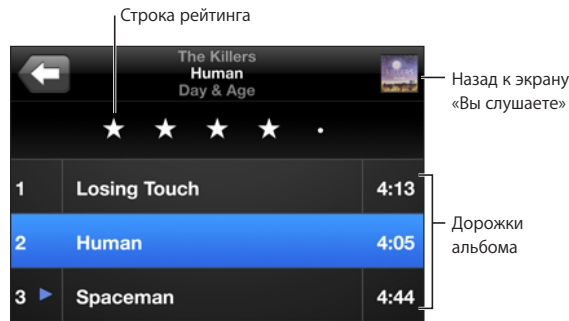 Строка рейтинга
The Killers
Human
Day & Age
Назад к экрану
«Вы слушаете»
1 Losing Touch 4:13
2 Human 4:05
3 Spaceman 4:44
Дорожки
альбома